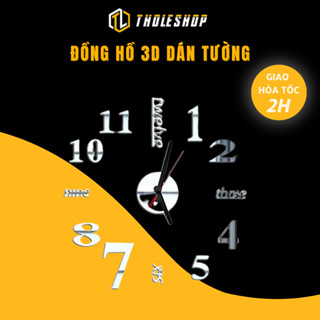 THOLESHOP
ĐỒNG HỒ 3D DÁN TƯỜNG
GIAO
HỎA TỐC
2H
twelve
11
1
10
2
nine
three
8
4
7
5
six